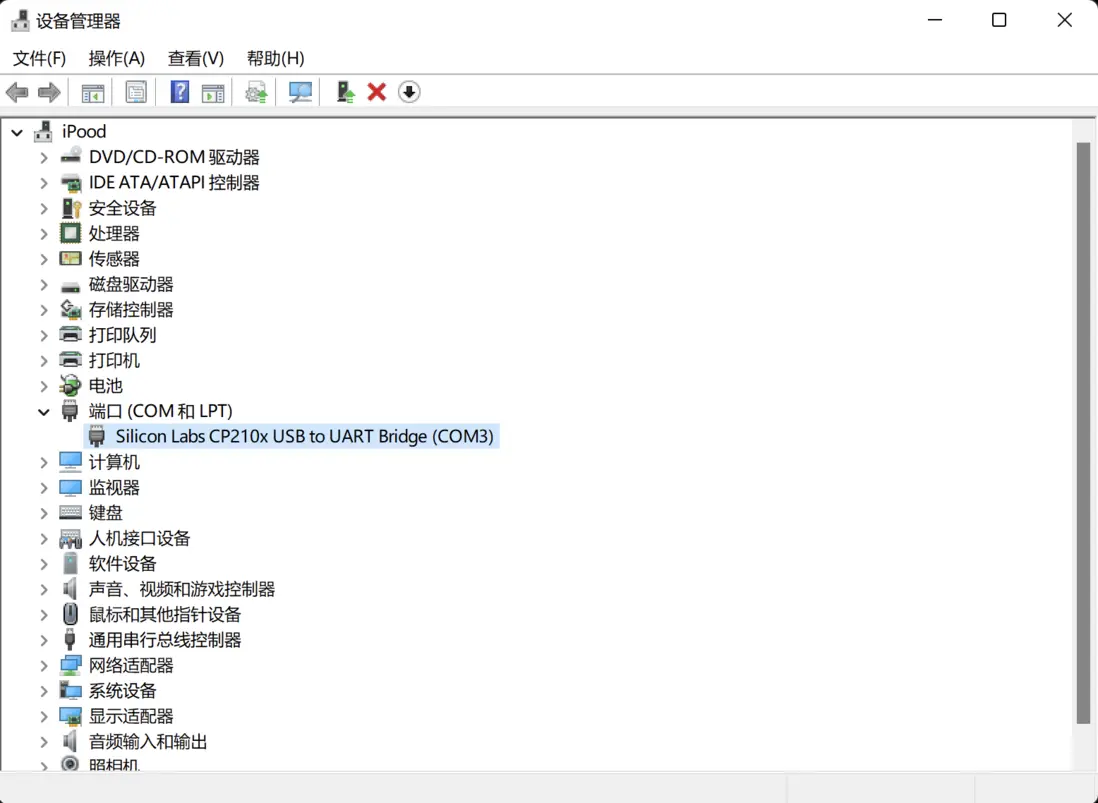 设备管理器
文件(F) 操作(A) 查看(V) 帮助(H)
iPood
DVD/CD-ROM 驱动器
IDE ATA/ATAPI 控制器
安全设备
处理器
传感器
磁盘驱动器
存储控制器
打印队列
打印机
电池
端口 (COM 和 LPT)
Silicon Labs CP210x USB to UART Bridge (COM3)
计算机
监视器
键盘
人机接口设备
软件设备
声音、视频和游戏控制器
鼠标和其他指针设备
通用串行总线控制器
网络适配器
系统设备
显示适配器
音频输入和输出
照相机